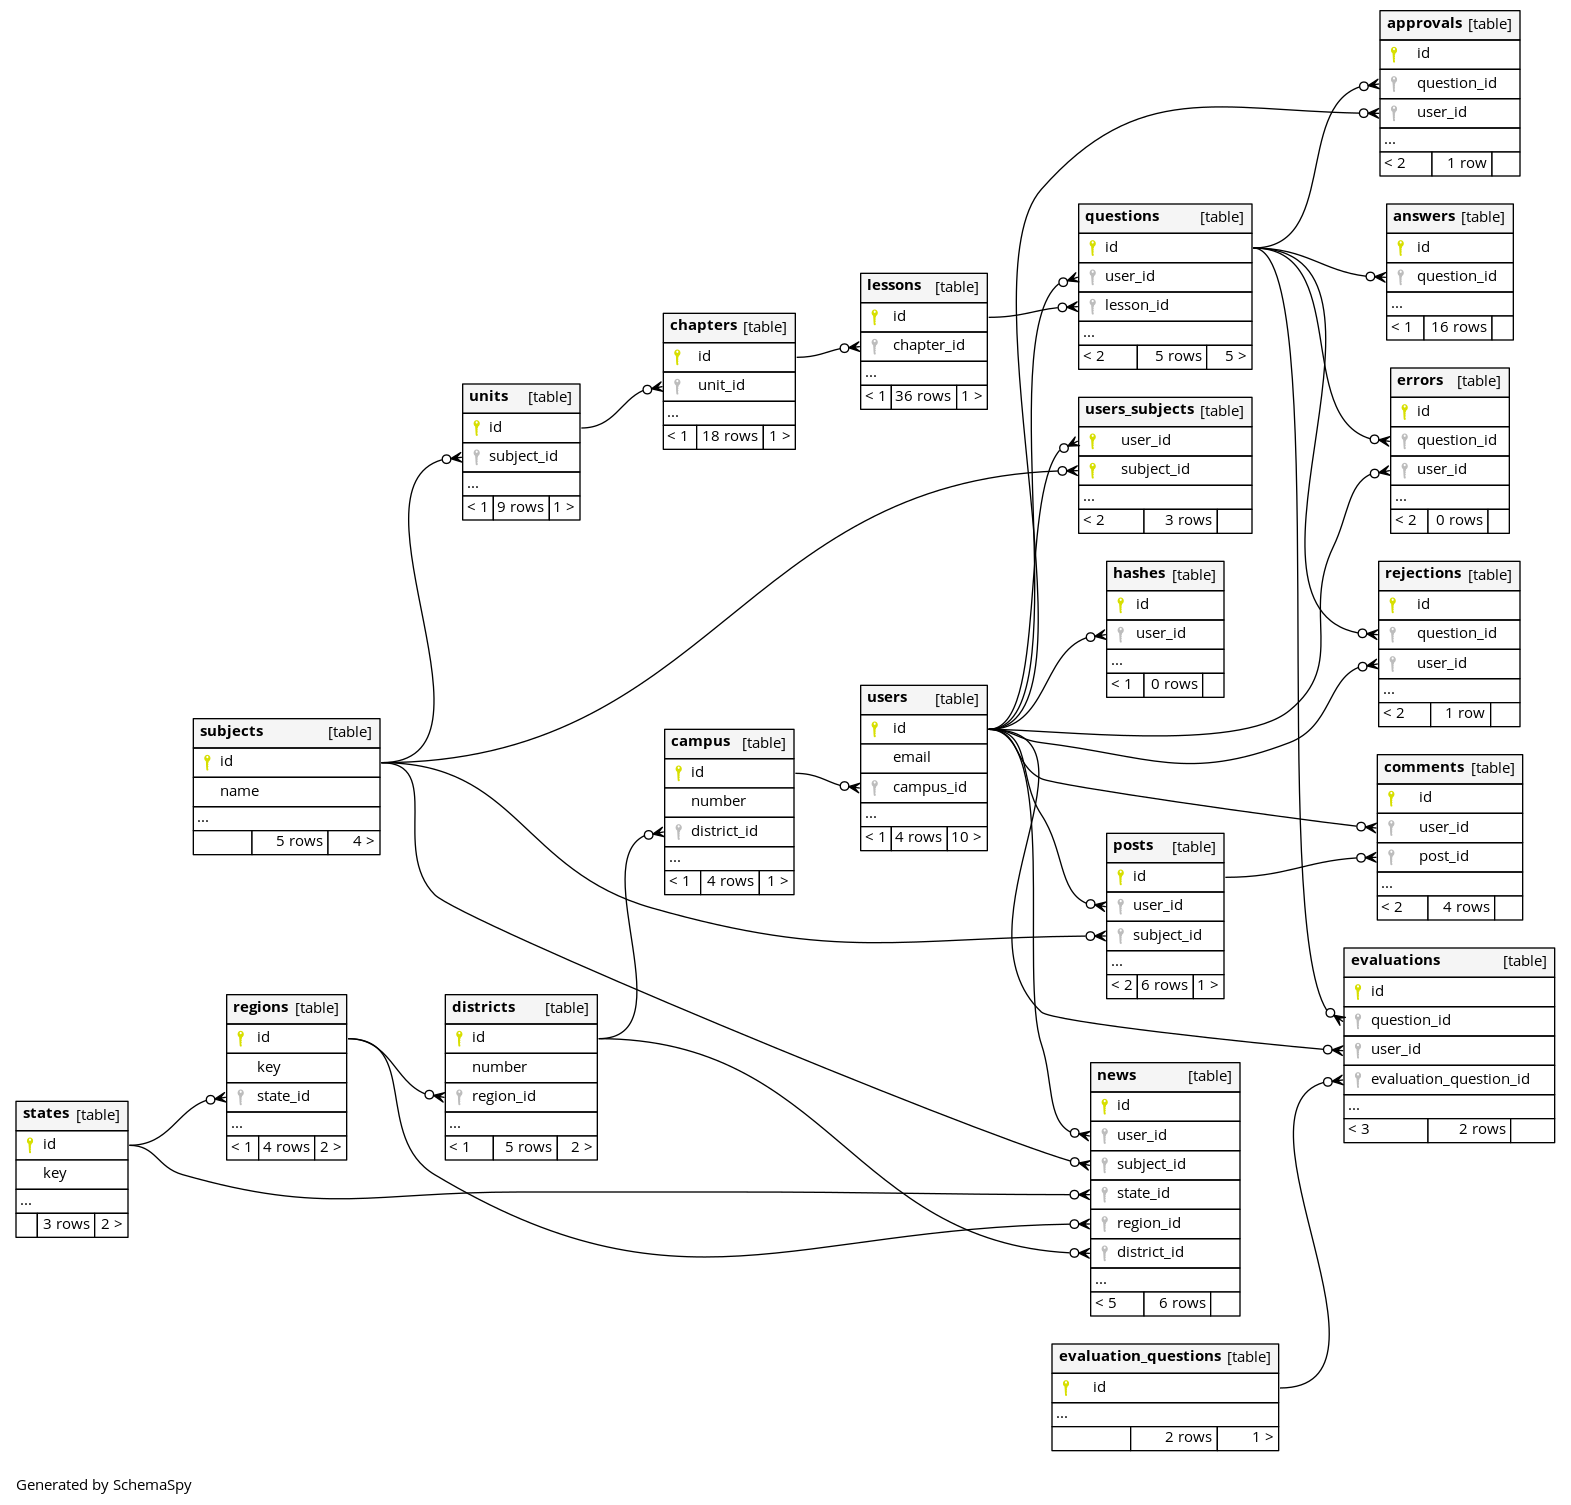 approvals [table]
id
question_id
user_id
...
< 2 1 row
questions [table]
id
user_id
lesson_id
...
< 2 5 rows 5 >
answers [table]
id
question_id
...
< 1 16 rows
lessons [table]
id
chapter_id
...
< 1 36 rows 1 >
chapters [table]
id
unit_id
...
< 1 18 rows 1 >
units [table]
id
subject_id
...
< 1 9 rows 1 >
users_subjects [table]
user_id
subject_id
...
< 2 3 rows
errors [table]
id
question_id
user_id
...
< 2 0 rows
hashes [table]
id
user_id
...
< 1 0 rows
rejections [table]
id
question_id
user_id
...
< 2 1 row
users [table]
id
email
campus_id
...
< 1 4 rows 10 >
subjects [table]
id
name
...
5 rows 4 >
campus [table]
id
number
district_id
...
< 1 4 rows 1 >
comments [table]
id
user_id
post_id
...
< 2 4 rows
posts [table]
id
user_id
subject_id
...
< 2 6 rows 1 >
evaluations [table]
id
question_id
user_id
evaluation_question_id
...
< 3 2 rows
regions [table]
id
key
state_id
...
< 1 4 rows 2 >
districts [table]
id
number
region_id
...
< 1 5 rows 2 >
states [table]
id
key
...
3 rows 2 >
news [table]
id
user_id
subject_id
state_id
region_id
district_id
...
< 5 6 rows
evaluation_questions [table]
id
...
2 rows 1 >
Generated by SchemaSpy